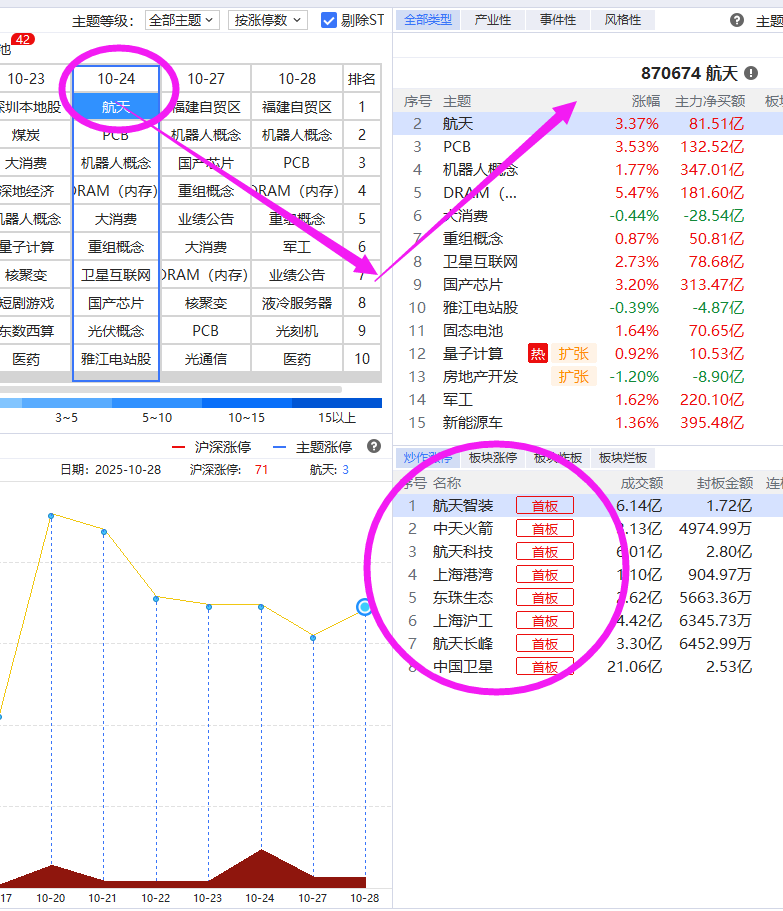 主题等级: 全部主题 按涨停数 剔除ST
42
10-23 10-24 10-27 10-28 排名
深圳本地股 航天 福建自贸区 福建自贸区 1
煤炭 PCB 机器人概念 机器人概念 2
大消费 机器人概念 国产芯片 PCB 3
深地经济 DRAM（内存） 重组概念 DRAM（内存） 4
机器人概念 大消费 业绩公告 重组概念 5
量子计算 重组概念 大消费 军工 6
核聚变 卫星互联网 DRAM（内存） 业绩公告 7
短剧游戏 国产芯片 核聚变 液冷服务器 8
东数西算 光伏概念 PCB 光刻机 9
医药 雅江电站股 光通信 医药 10
3~5 5~10 10~15 15以上
沪深涨停 主题涨停
日期: 2025-10-28 沪深涨停: 71 航天: 3
17 10-20 10-21 10-22 10-23 10-24 10-27 10-28
全部类型 产业性 事件性 风格性 主题
870674 航天
序号 主题 涨幅 主力净买额 板块
2 航天 3.37% 81.51亿
3 PCB 3.53% 132.52亿
4 机器人概念 1.77% 347.01亿
5 DRAM（... 5.47% 181.60亿
6 大消费 -0.44% -28.54亿
7 重组概念 0.87% 50.81亿
8 卫星互联网 2.73% 78.68亿
9 国产芯片 3.20% 313.47亿
10 雅江电站股 -0.39% -4.87亿
11 固态电池 1.64% 70.65亿
12 量子计算 热 扩张 0.92% 10.53亿
13 房地产开发 扩张 -1.20% -8.90亿
14 军工 1.62% 220.10亿
15 新能源车 1.36% 395.48亿
炒作涨停 板块涨停 板块炸板 板块烂板
序号 名称 成交额 封板金额 连板
1 航天智装 首板 6.14亿 1.72亿
2 中天火箭 首板 .13亿 4974.99万
3 航天科技 首板 6.01亿 2.80亿
4 上海港湾 首板 1.10亿 904.97万
5 东珠生态 首板 .62亿 5663.36万
6 上海沪工 首板 4.42亿 6345.73万
7 航天长峰 首板 3.30亿 6452.99万
8 中国卫星 首板 21.06亿 2.53亿